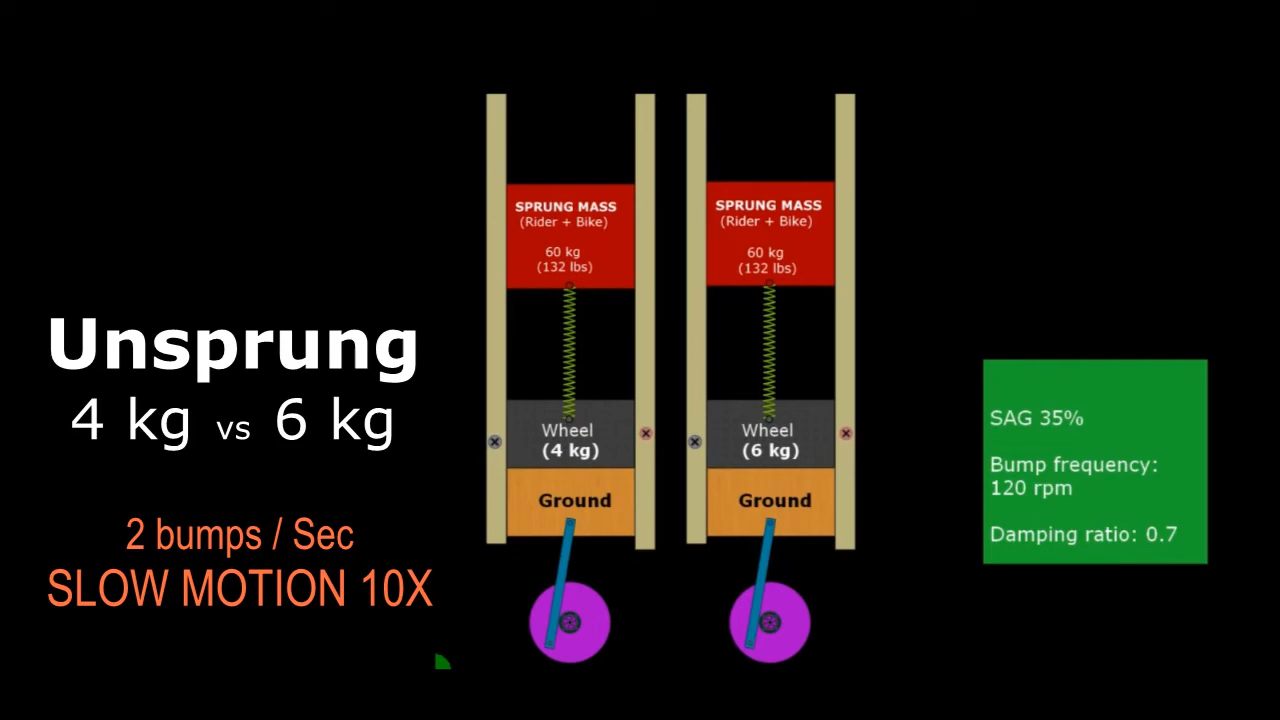 Unsprung
4 kg vs 6 kg
2 bumps / Sec
SLOW MOTION 10X
SPRUNG MASS
(Rider + Bike)
60 kg
(132 lbs)
Wheel
(4 kg)
Ground
SPRUNG MASS
(Rider + Bike)
60 kg
(132 lbs)
Wheel
(6 kg)
Ground
SAG 35%
Bump frequency:
120 rpm
Damping ratio: 0.7